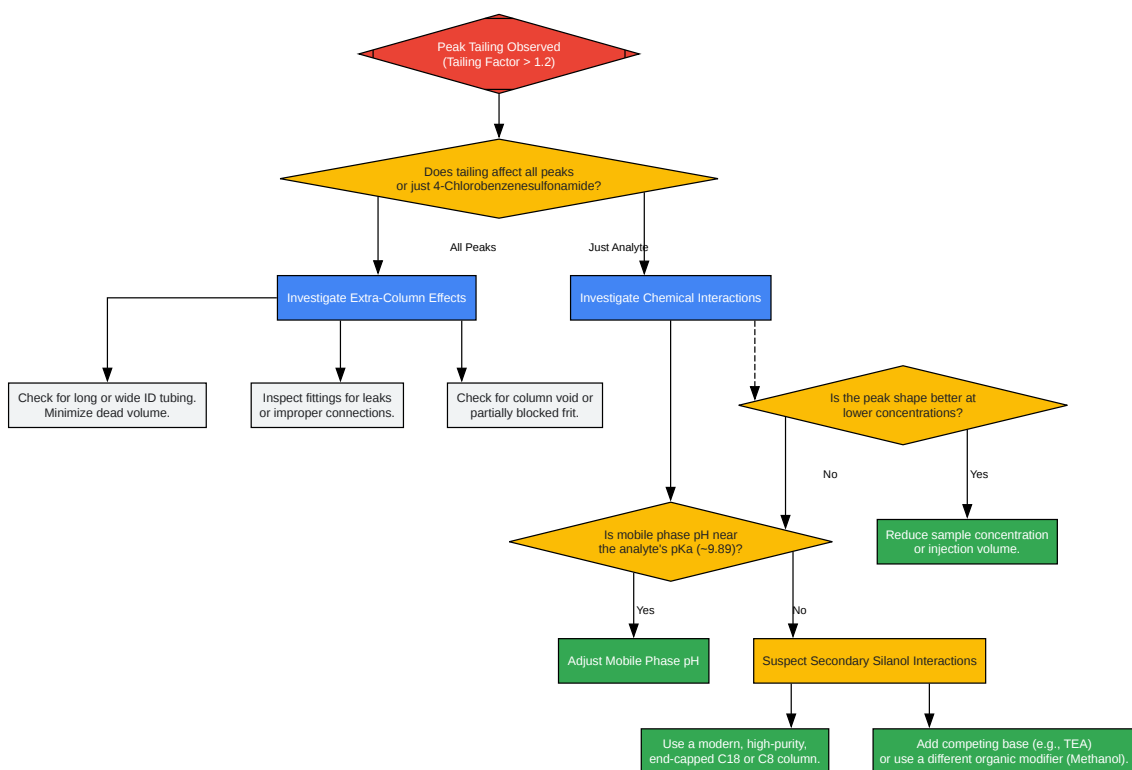 Peak Tailing Observed
(Tailing Factor > 1.2)
Does tailing affect all peaks
or just 4-Chlorobenzenesulfonamide?
All Peaks
Just Analyte
Investigate Extra-Column Effects
Investigate Chemical Interactions
Check for long or wide ID tubing.
Minimize dead volume.
Inspect fittings for leaks
or improper connections.
Check for column void or
partially blocked frit.
Is the peak shape better at
lower concentrations?
No
Yes
Is mobile phase pH near
the analyte's pKa (~9.89)?
Reduce sample concentration
or injection volume.
Yes
No
Adjust Mobile Phase pH
Suspect Secondary Silanol Interactions
Use a modern, high-purity,
end-capped C18 or C8 column.
Add competing base (e.g., TEA)
or use a different organic modifier (Methanol).